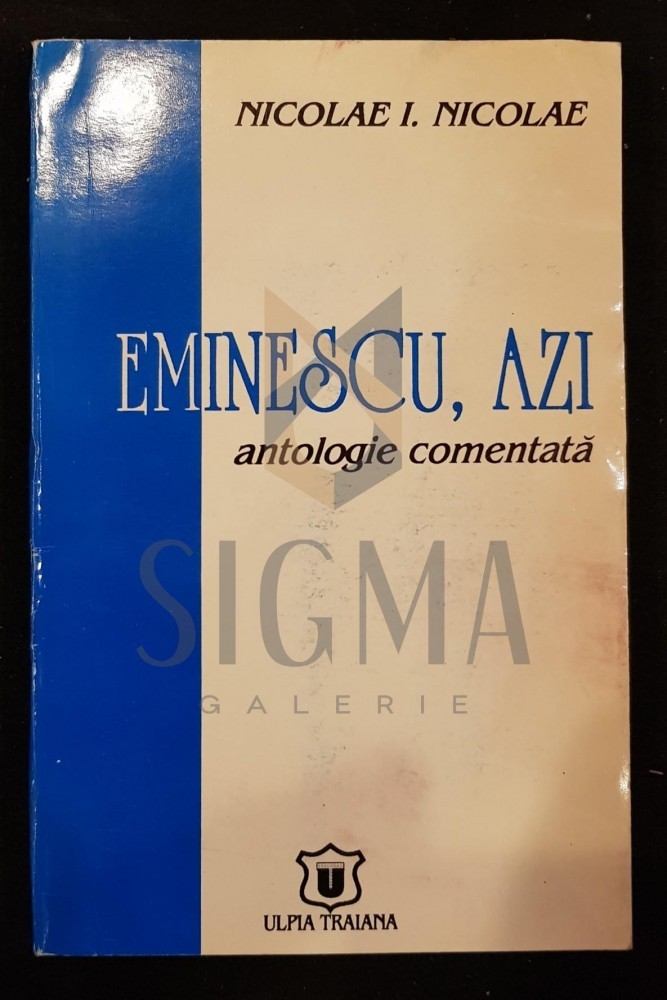 NICOLAE I. NICOLAE
EMINESCU, AZI
antologie comentată
SIGMA
GALERIE
ULPIA TRAIANA